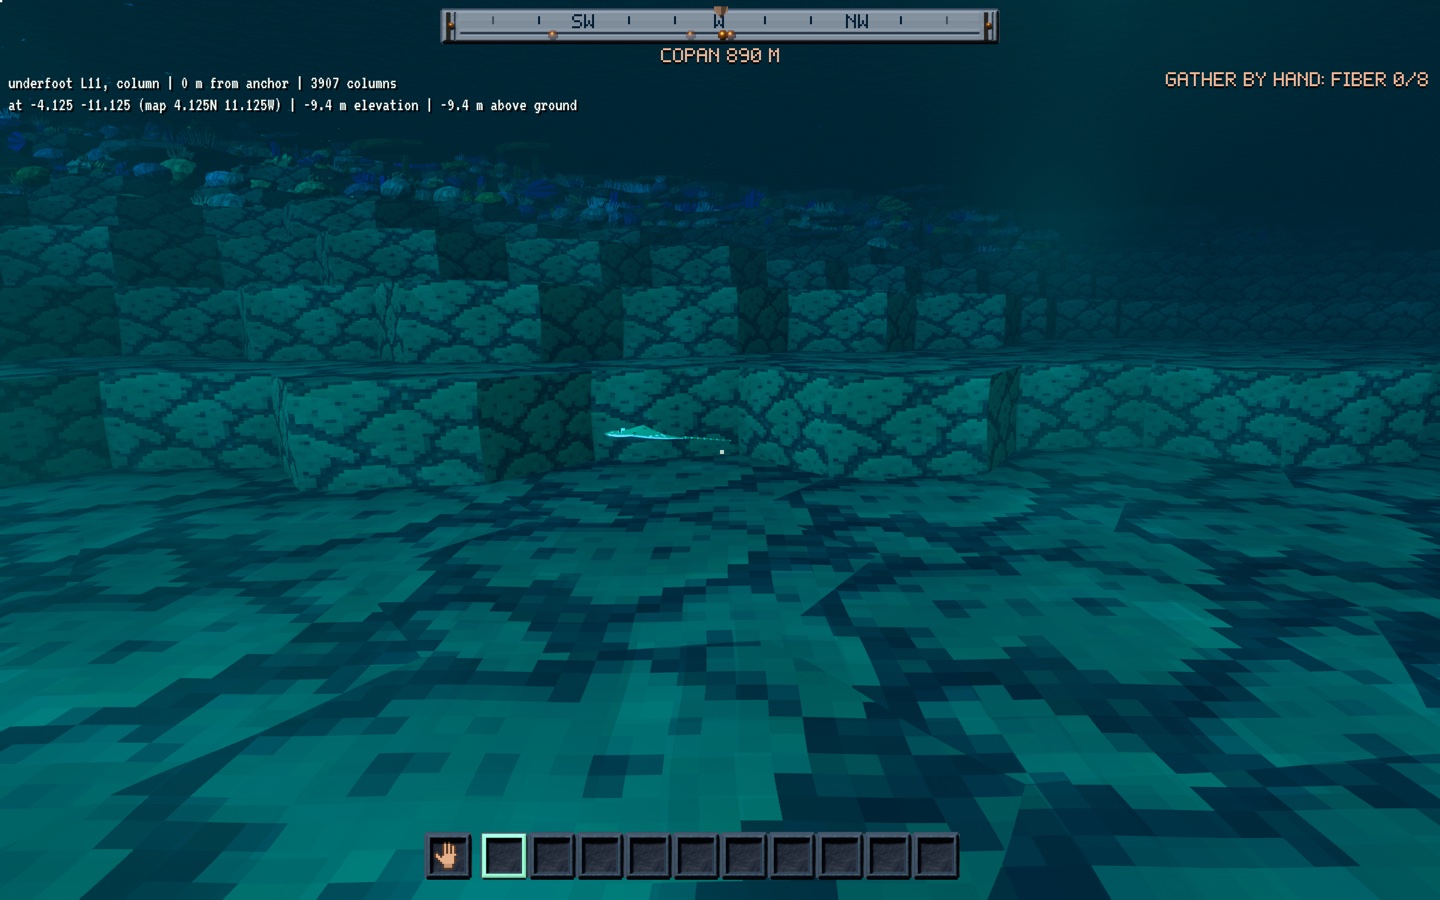 SW W NW
COPAN 890 M
underfoot L11, column | 0 m from anchor | 3907 columns
GATHER BY HAND: FIBER 0/8
at -4.125 -11.125 (map 4.125N 11.125W) | -9.4 m elevation | -9.4 m above ground